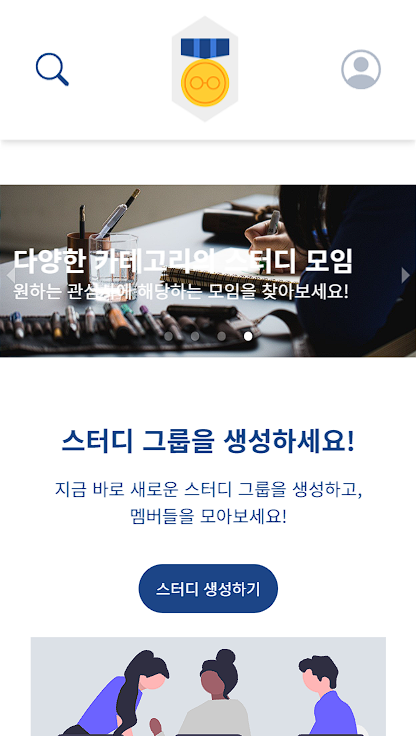 다양한 카테고리의 스터디 모임
원하는 관심사에 해당하는 모임을 찾아보세요!
스터디 그룹을 생성하세요!
지금 바로 새로운 스터디 그룹을 생성하고,
멤버들을 모아보세요!
스터디 생성하기